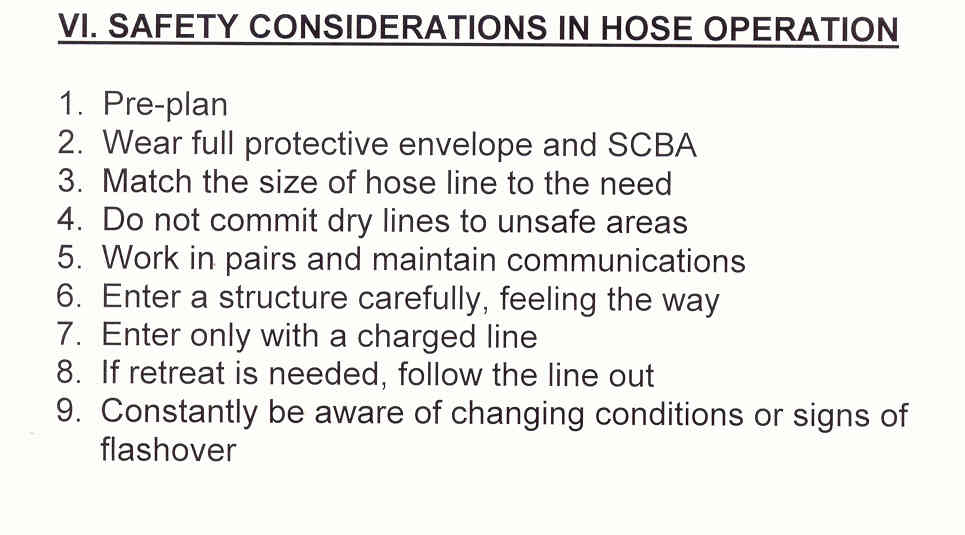 VI. SAFETY CONSIDERATIONS IN HOSE OPERATION
1. Pre-plan
2. Wear full protective envelope and SCBA
3. Match the size of hose line to the need
4. Do not commit dry lines to unsafe areas
5. Work in pairs and maintain communications
6. Enter a structure carefully, feeling the way
7. Enter only with a charged line
8. If retreat is needed, follow the line out
9. Constantly be aware of changing conditions or signs of
flashover